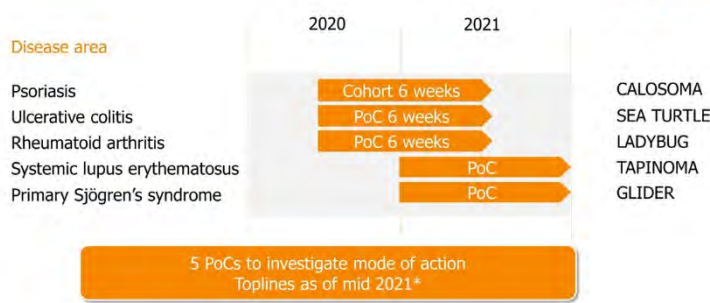 2020 2021
Disease area
Psoriasis Cohort 6 weeks CALOSOMA
Ulcerative colitis PoC 6 weeks SEA TURTLE
Rheumatoid arthritis PoC 6 weeks LADYBUG
Systemic lupus erythematosus PoC TAPINOMA
Primary Sjögren's syndrome PoC GLIDER
5 PoCs to investigate mode of action
Toplines as of mid 2021*